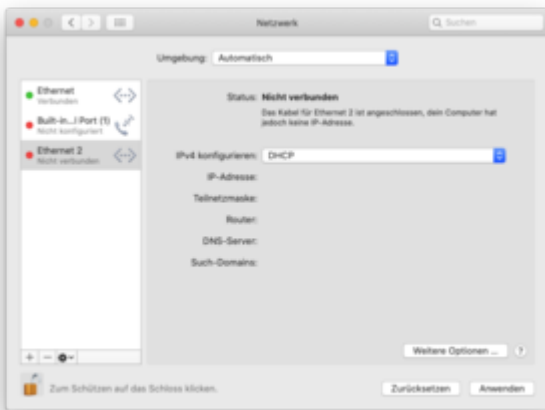 Netzwerk
Suchen
Umgebung: Automatisch
Ethernet
Verbunden
Built-in...l Port (1)
Nicht konfiguriert
Ethernet 2
Nicht verbunden
Status: Nicht verbunden
Das Kabel für Ethernet 2 ist angeschlossen, dein Computer hat
jedoch keine IP-Adresse.
IPv4 konfigurieren: DHCP
IP-Adresse:
Teilnetzmaske:
Router:
DNS-Server:
Such-Domains:
Weitere Optionen ...
?
Zum Schützen auf das Schloss klicken.
Zurücksetzen
Anwenden